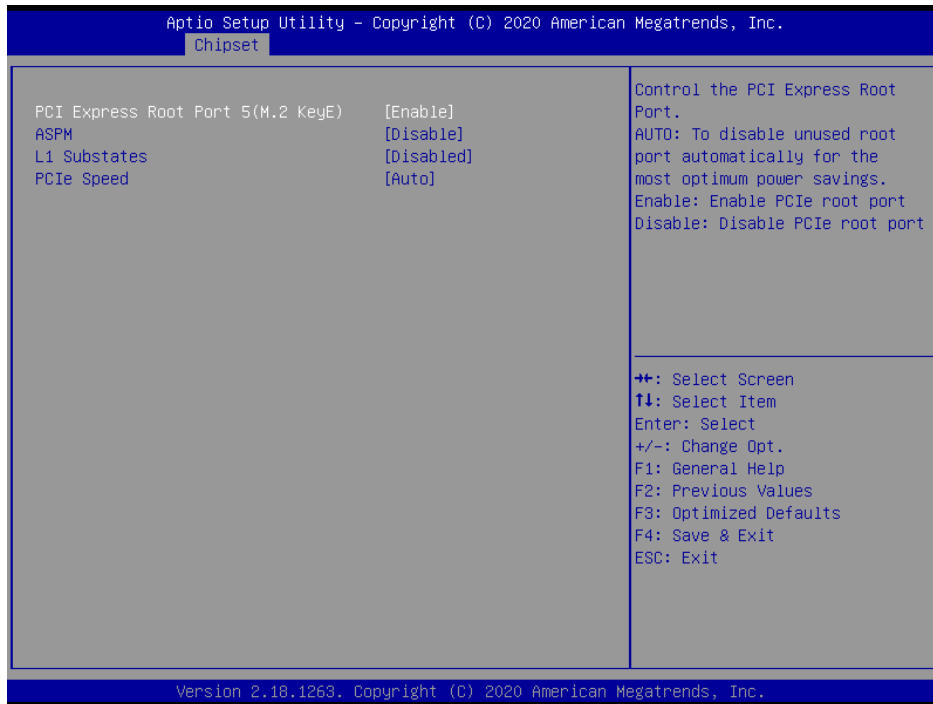 Aptio Setup Utility – Copyright (C) 2020 American Megatrends, Inc.
Chipset
PCI Express Root Port 5(M.2 KeyE) [Enable]
ASPM [Disable]
L1 Substates [Disabled]
PCIe Speed [Auto]
Control the PCI Express Root
Port.
AUTO: To disable unused root
port automatically for the
most optimum power savings.
Enable: Enable PCIe root port
Disable: Disable PCIe root port
→←: Select Screen
↑↓: Select Item
Enter: Select
+/-: Change Opt.
F1: General Help
F2: Previous Values
F3: Optimized Defaults
F4: Save & Exit
ESC: Exit
Version 2.18.1263. Copyright (C) 2020 American Megatrends, Inc.